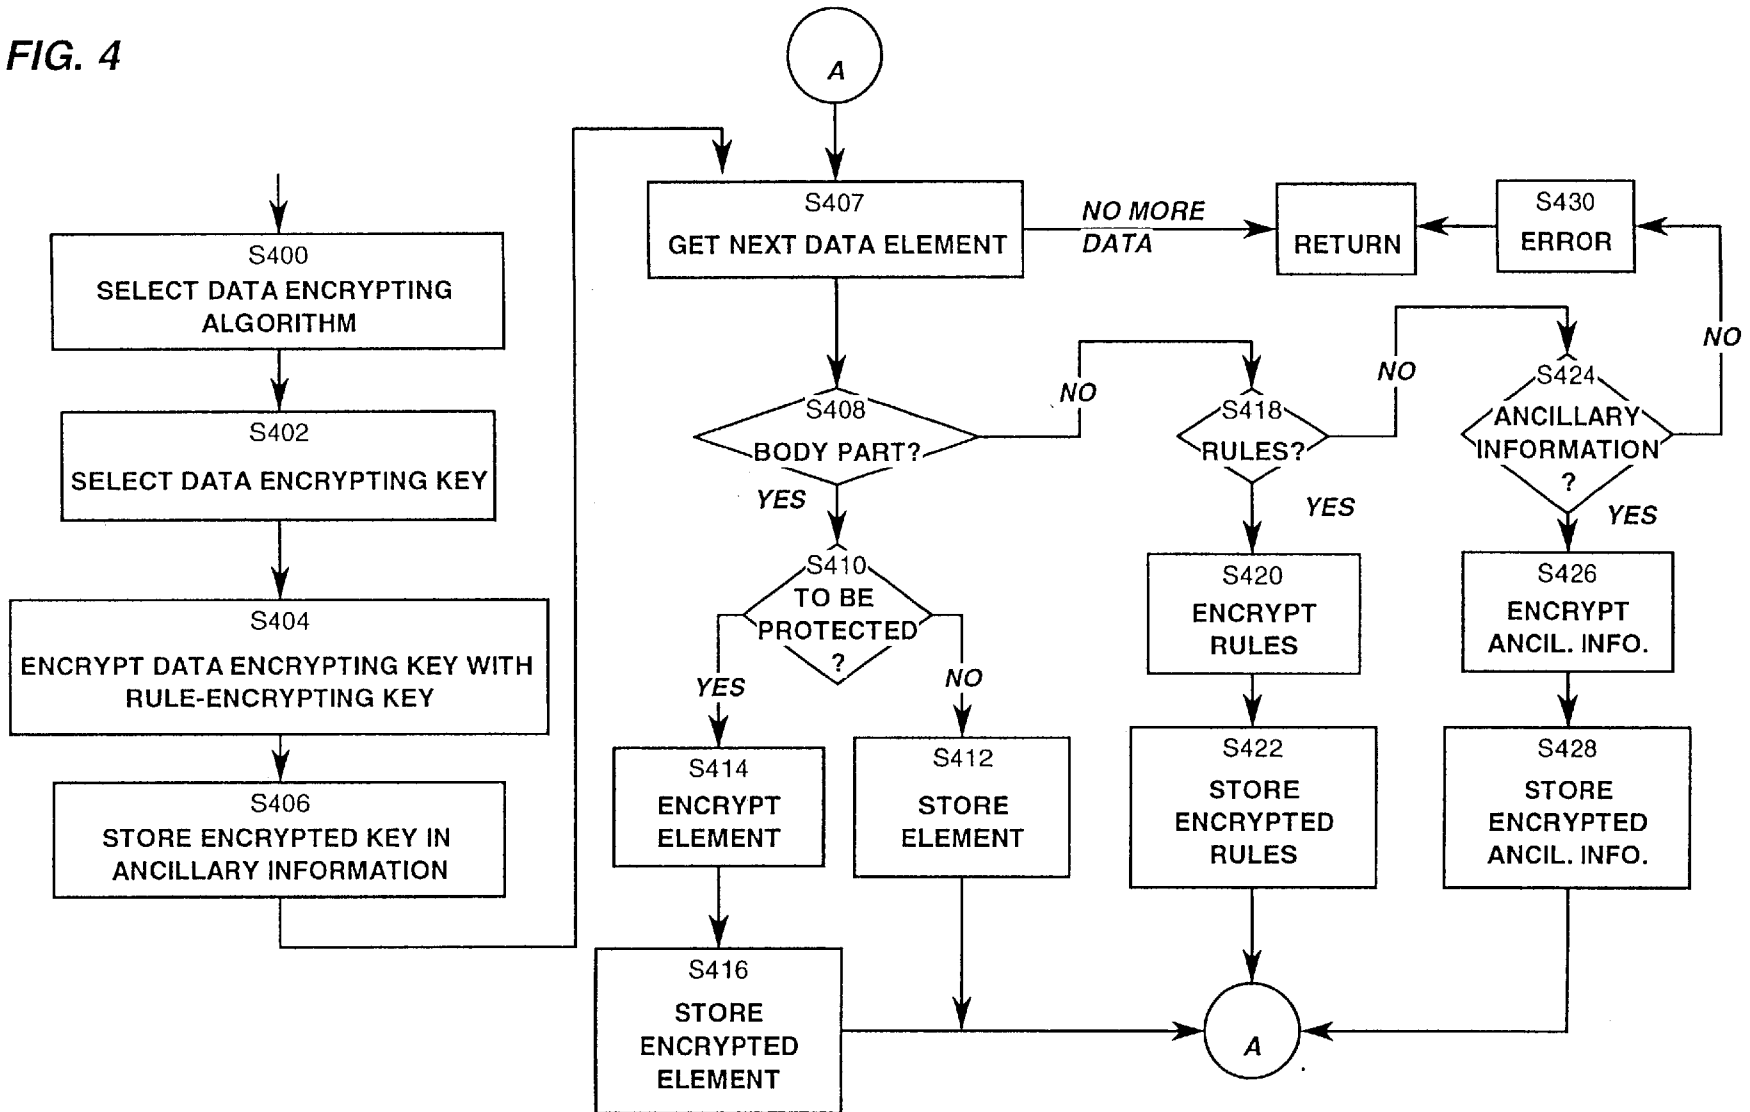 FIG. 4
A
S400
SELECT DATA ENCRYPTING
ALGORITHM
S402
SELECT DATA ENCRYPTING KEY
S404
ENCRYPT DATA ENCRYPTING KEY WITH
RULE-ENCRYPTING KEY
S406
STORE ENCRYPTED KEY IN
ANCILLARY INFORMATION
S407
GET NEXT DATA ELEMENT
NO MORE
DATA
RETURN
S430
ERROR
S408
BODY PART?
NO
YES
S418
RULES?
NO
YES
S424
ANCILLARY
INFORMATION
?
NO
YES
S410
TO BE
PROTECTED
?
YES
NO
S414
ENCRYPT
ELEMENT
S412
STORE
ELEMENT
S416
STORE
ENCRYPTED
ELEMENT
S420
ENCRYPT
RULES
S422
STORE
ENCRYPTED
RULES
S426
ENCRYPT
ANCIL. INFO.
S428
STORE
ENCRYPTED
ANCIL. INFO.
A